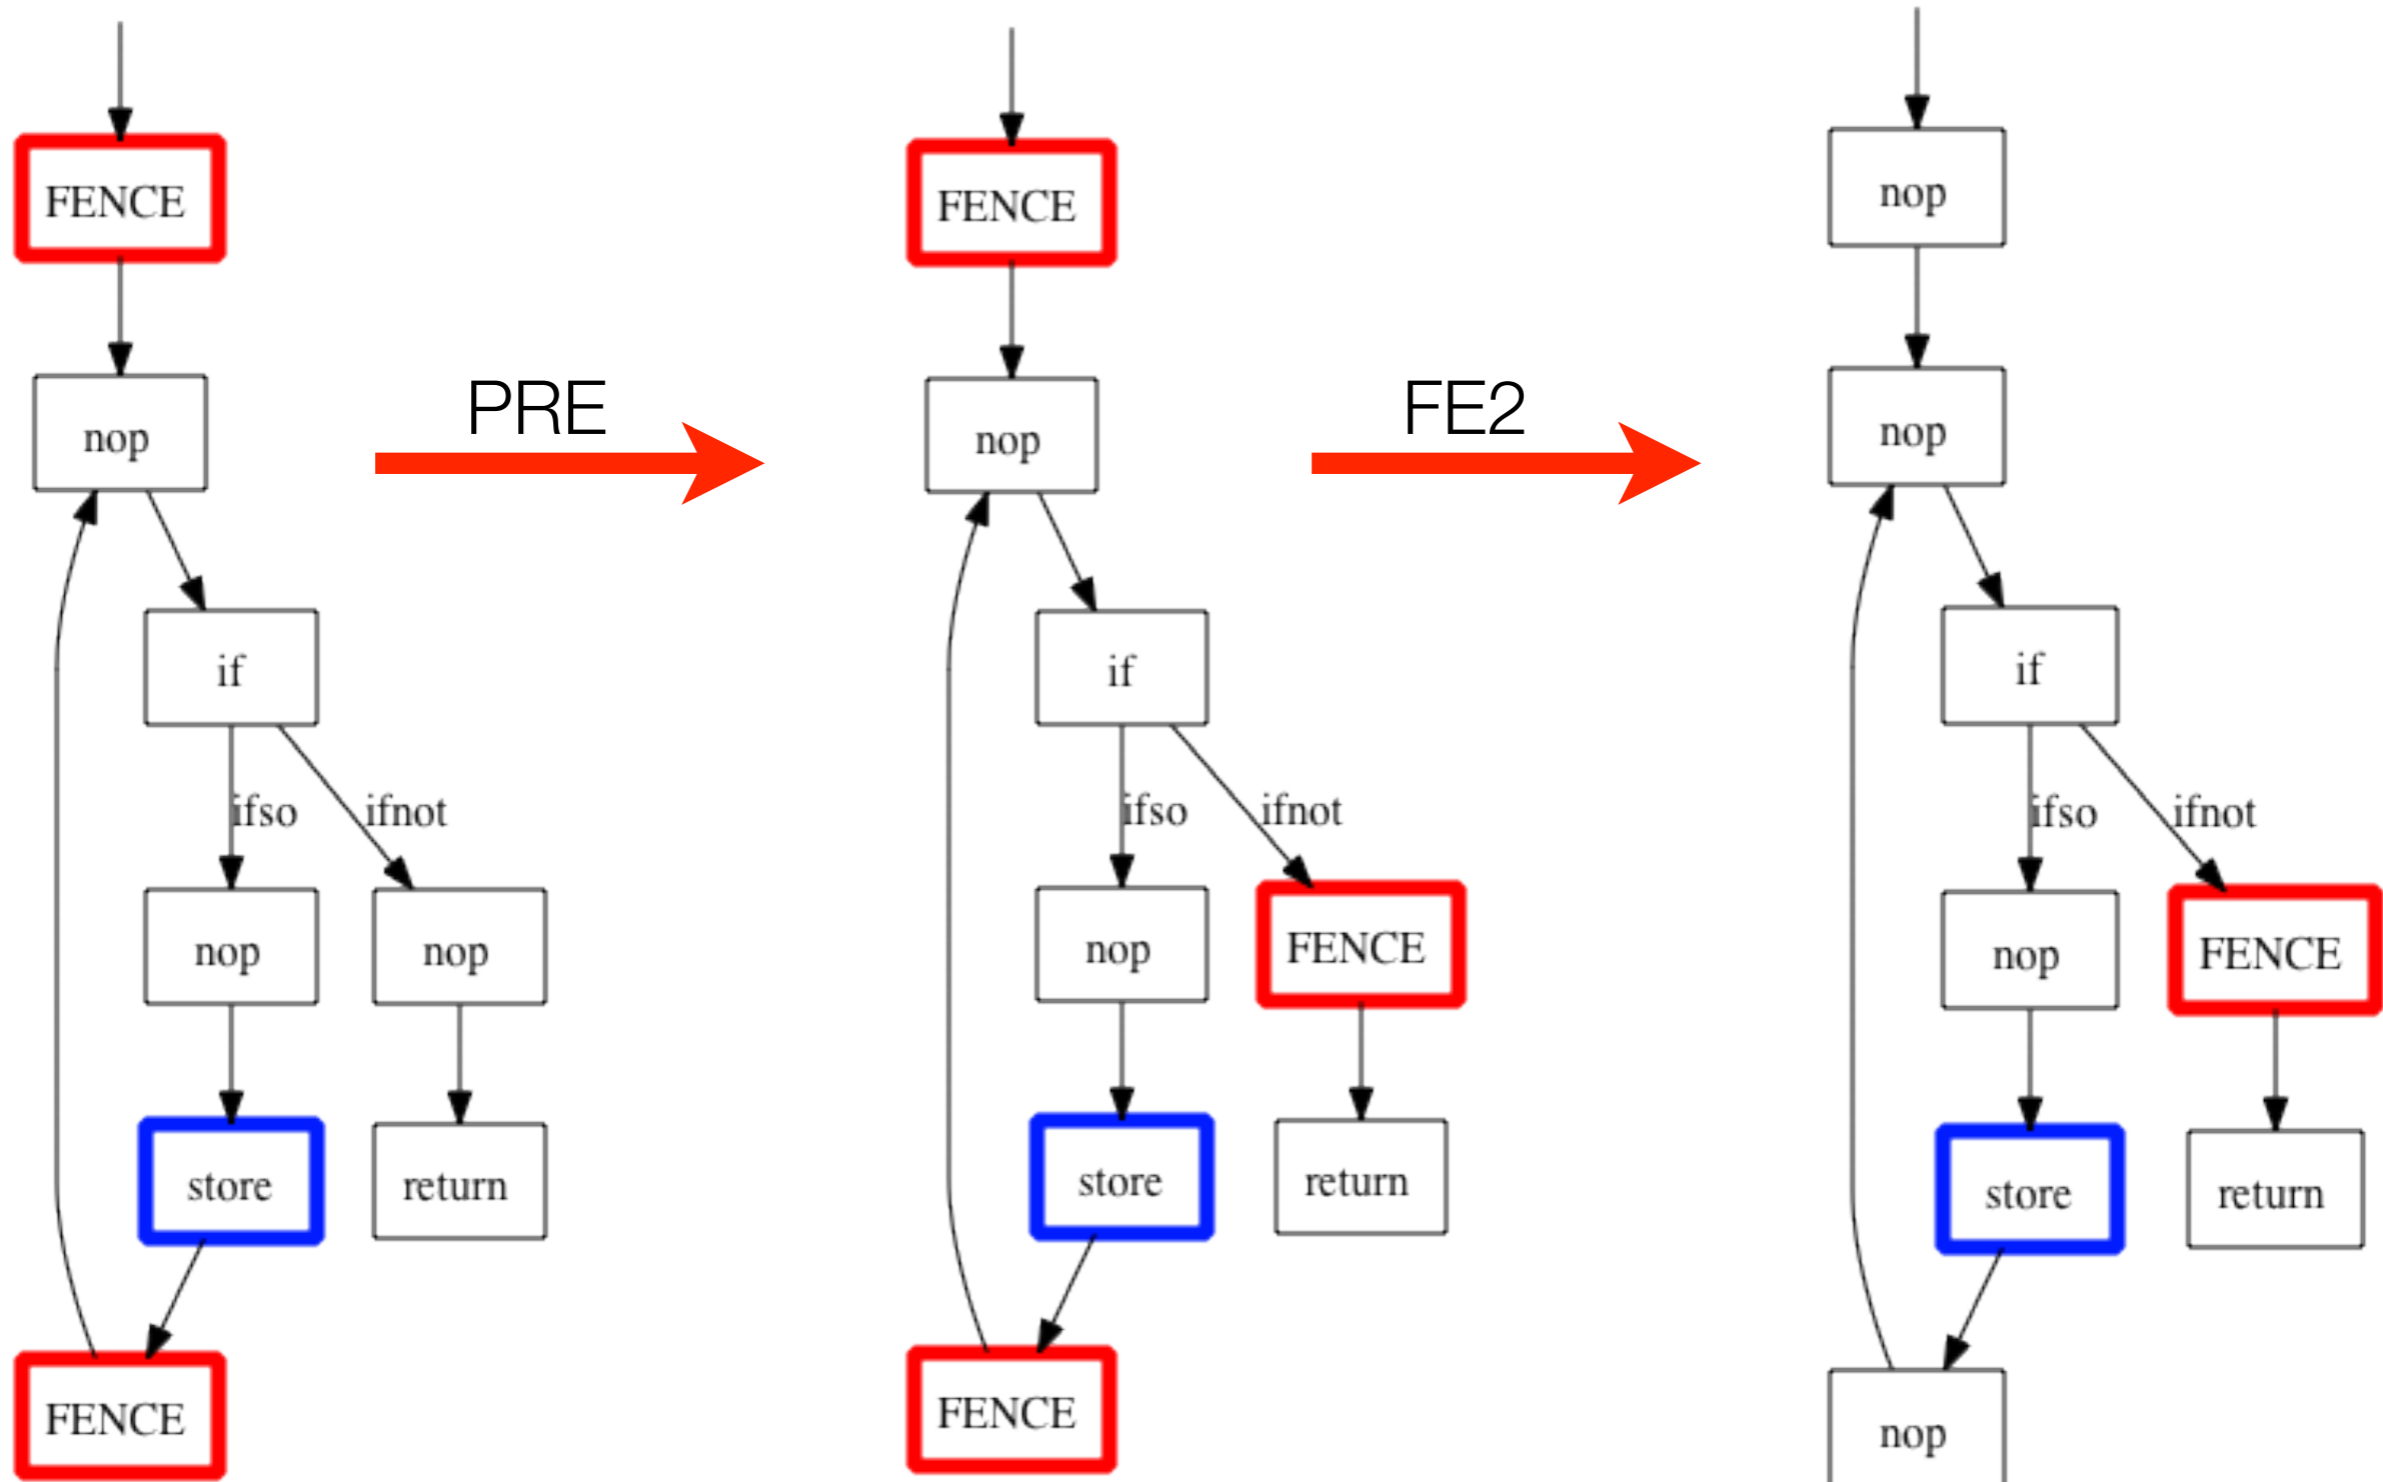 FENCE
nop
if
ifso
ifnot
nop
nop
store
return
FENCE
PRE
FENCE
nop
if
ifso
ifnot
nop
FENCE
store
return
FENCE
FE2
nop
nop
if
ifso
ifnot
nop
FENCE
store
return
nop